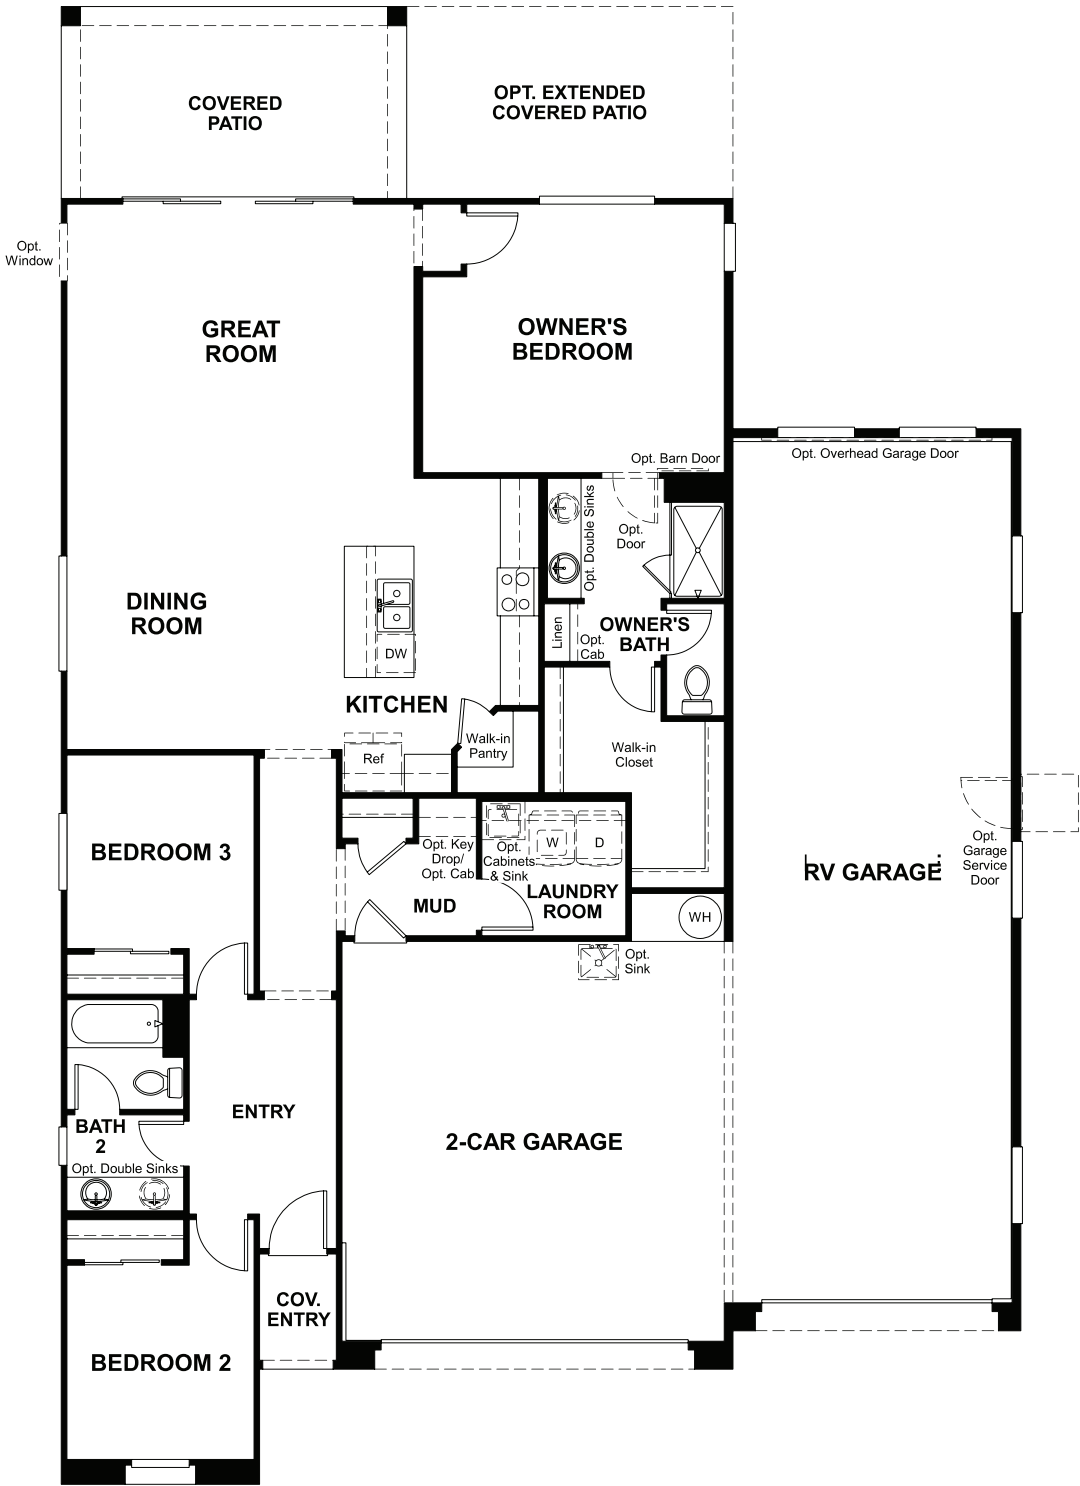 COVERED
PATIO
OPT. EXTENDED
COVERED PATIO
Opt.
Window
GREAT
ROOM
OWNER'S
BEDROOM
Opt. Barn Door
Opt. Overhead Garage Door
Opt. Double Sinks
Opt.
Door
DINING
ROOM
DW
Linen
Opt.
Cab
OWNER'S
BATH
KITCHEN
Ref
Walk-in
Pantry
Walk-in
Closet
BEDROOM 3
Opt. Key
Drop/
Opt. Cab
Opt.
Cabinets
& Sink
W
D
MUD
LAUNDRY
ROOM
WH
Opt.
Sink
RV GARAGE
Opt.
Garage
Service
Door
BATH
2
Opt. Double Sinks
ENTRY
2-CAR GARAGE
COV.
ENTRY
BEDROOM 2